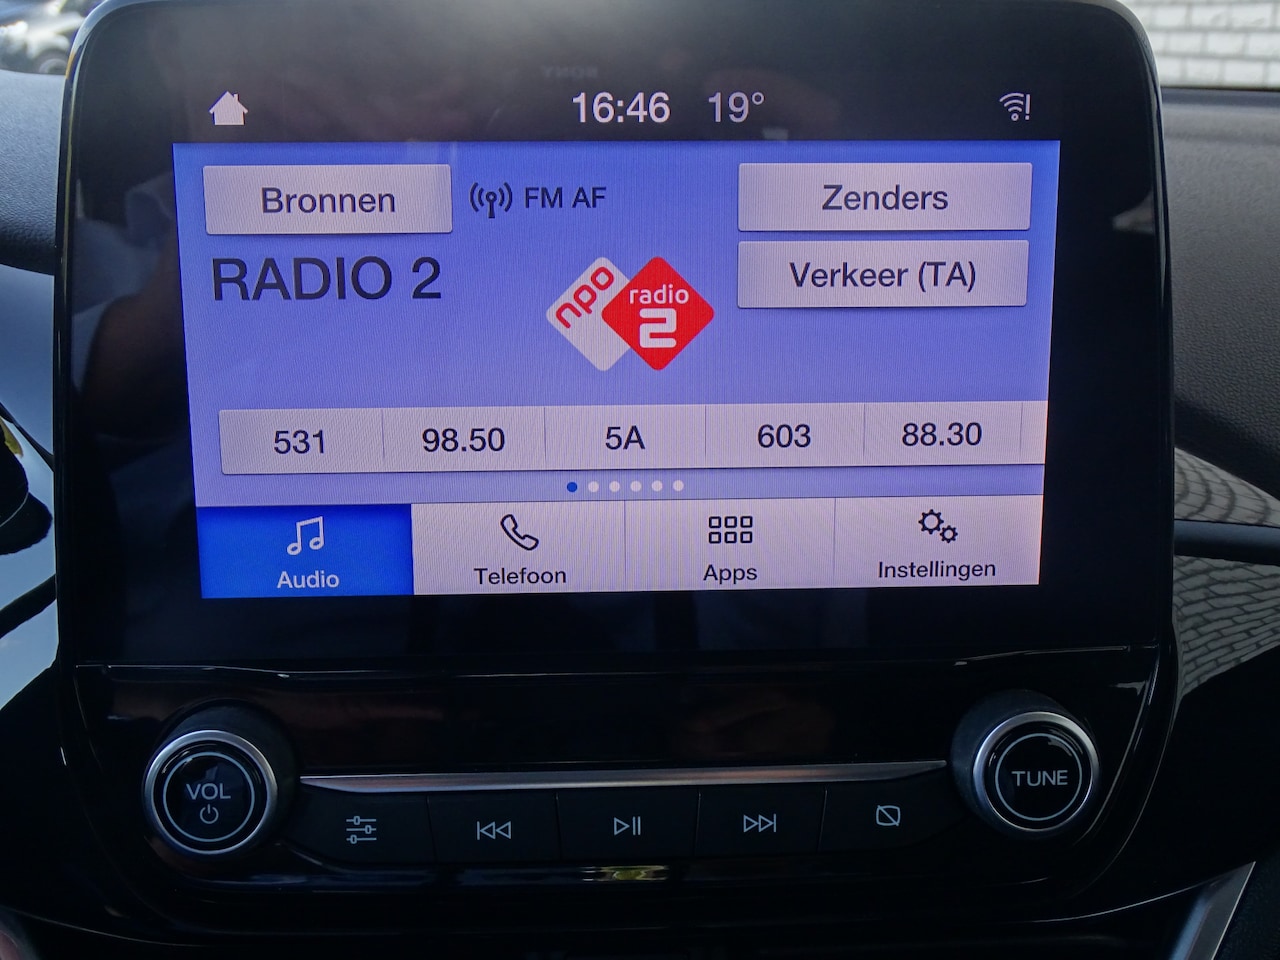 16:46 19°
Bronnen
FM AF
Zenders
RADIO 2
npo
radio
2
Verkeer (TA)
531 98.50 5A 603 88.30
Audio Telefoon Apps Instellingen
VOL
TUNE